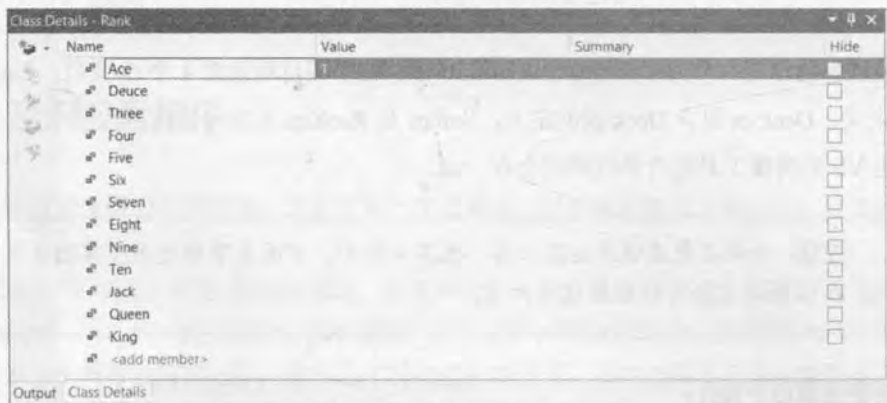 Class Details - Rank
Name Value Summary Hide
Ace 1
Deuce
Three
Four
Five
Six
Seven
Eight
Nine
Ten
Jack
Queen
King
<add member>
Output Class Details